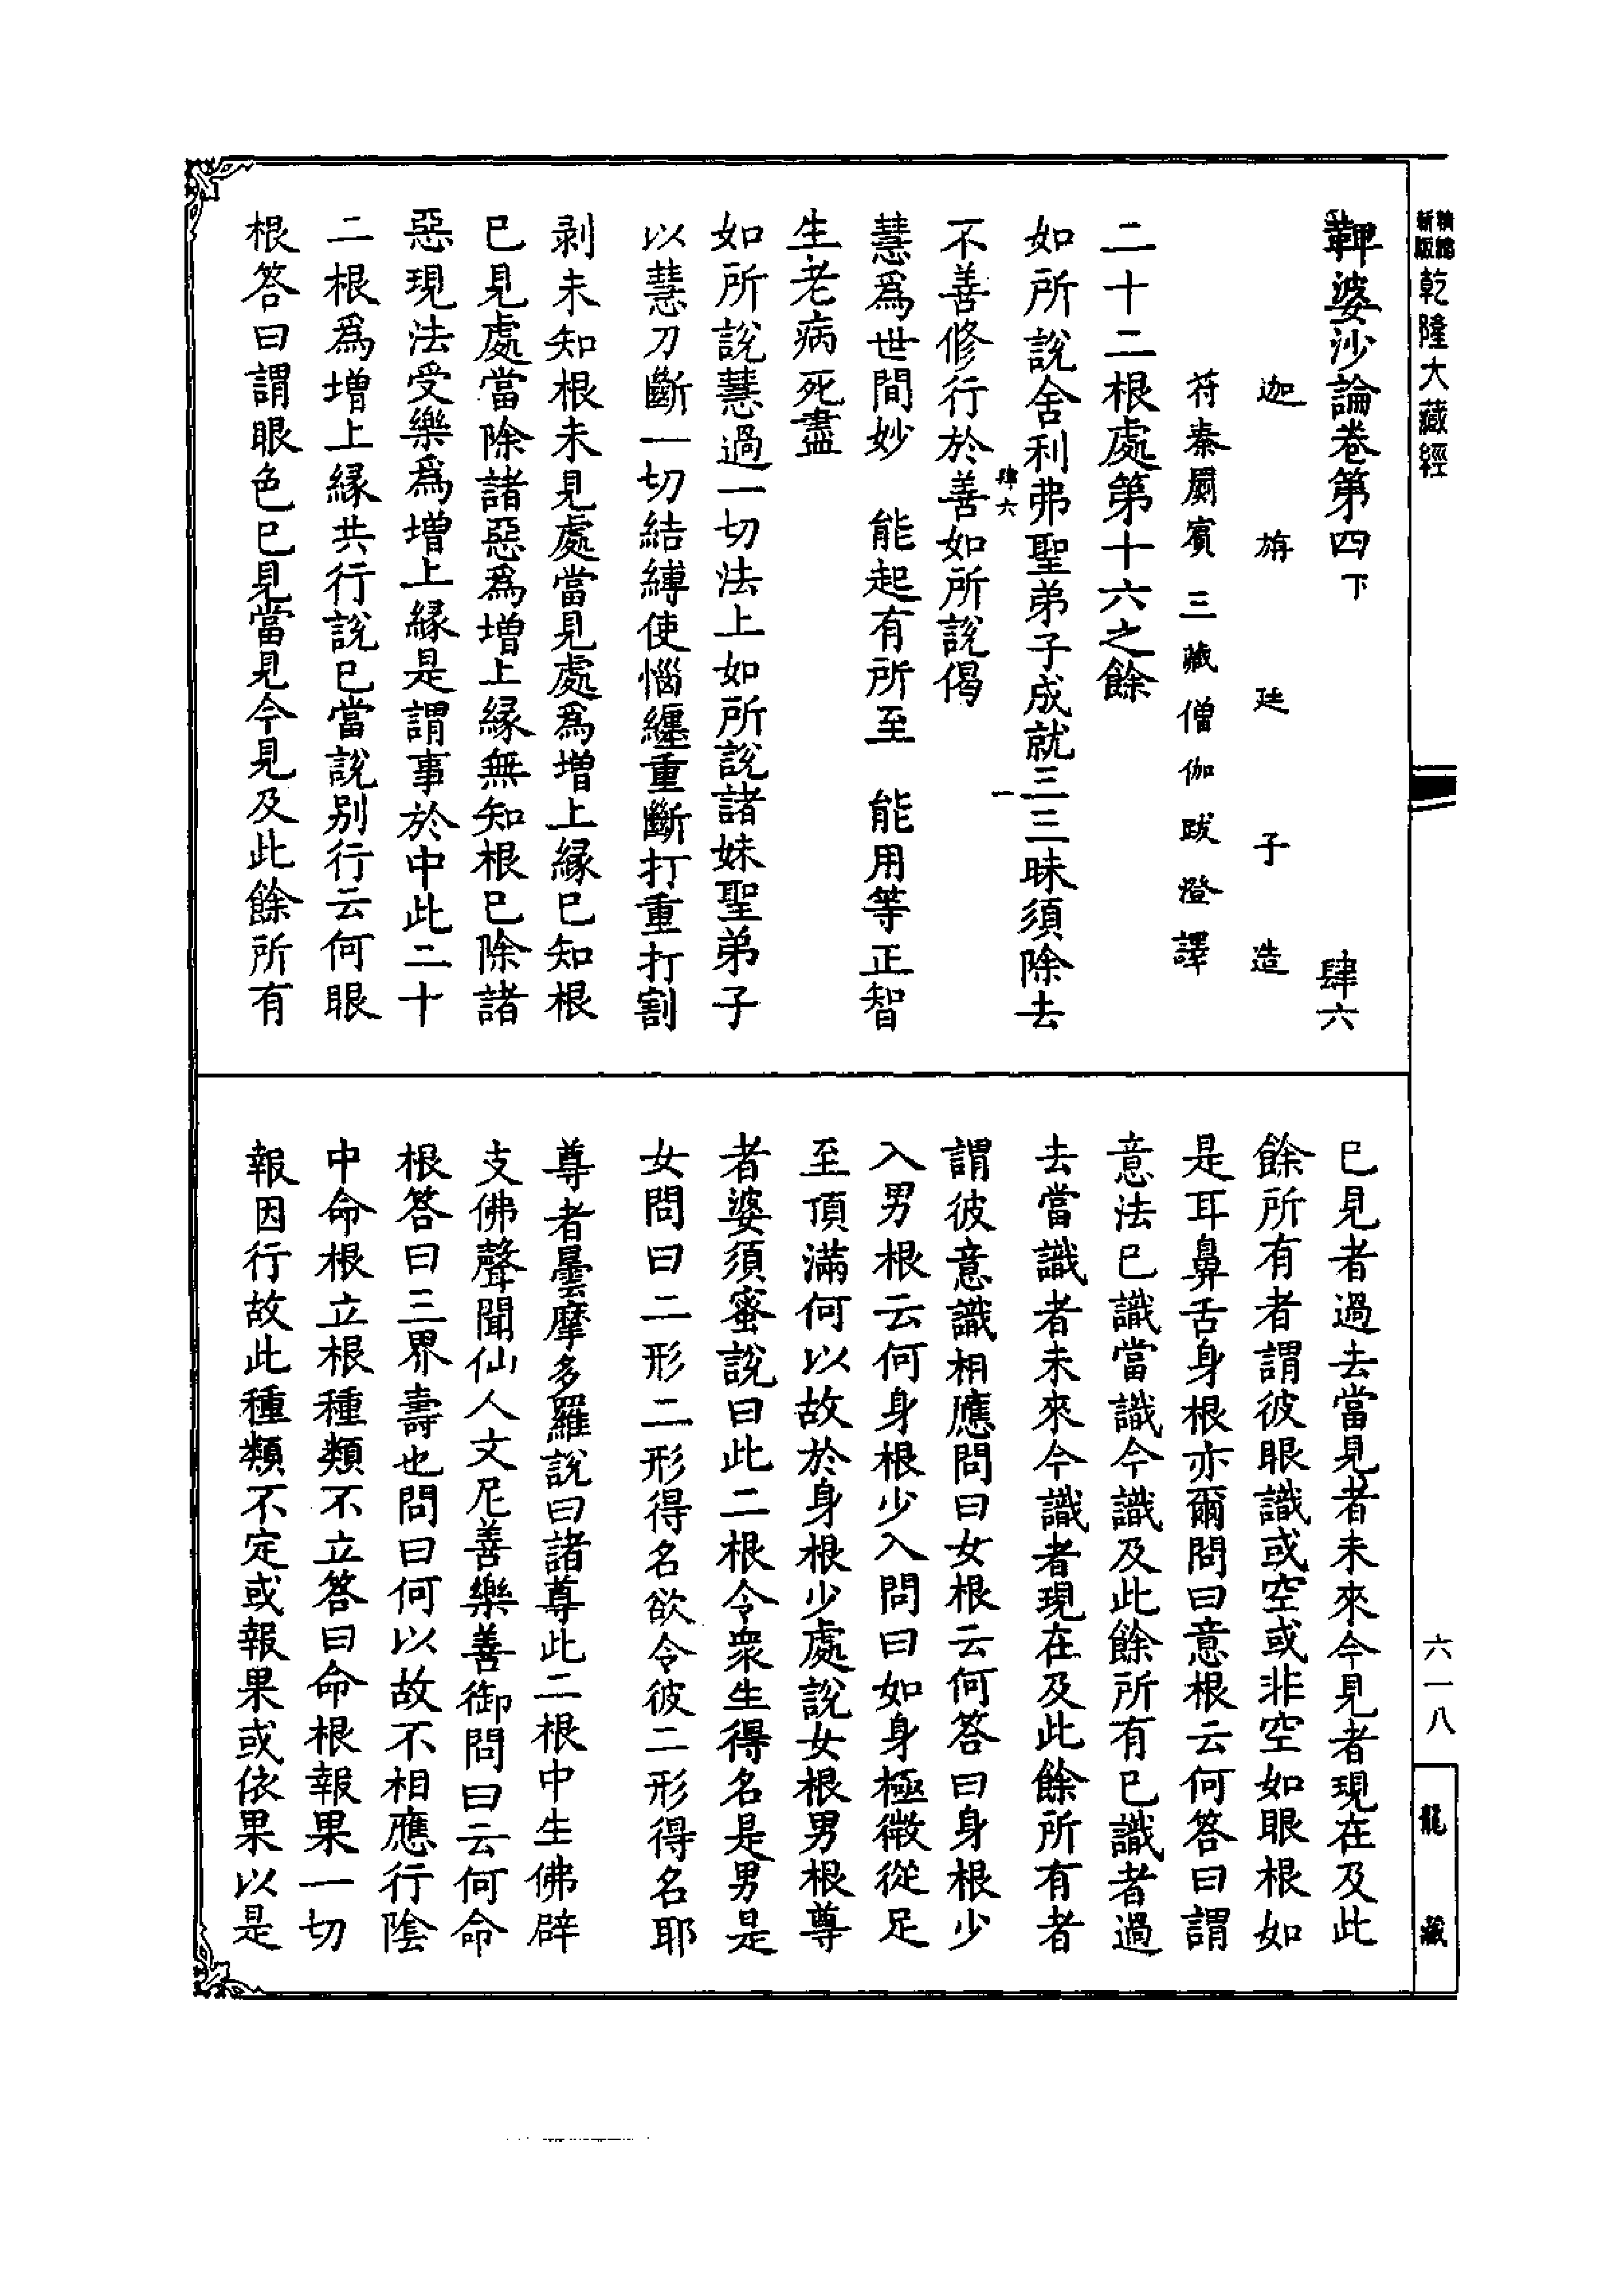 精縮新版乾隆大藏經
鞞婆沙論卷第四下 肆六
迦旃延子造
符秦罽賓三藏僧伽跋澄譯
二十二根處第十六之餘
如所說舍利弗聖弟子成就三三昧須除去
肆六 一
不善修行於善如所說偈
慧爲世間妙 能起有所至 能用等正智
生老病死盡
如所說慧過一切法上如所說諸妹聖弟子
以慧刀斷一切結縛使惱纏重斷打重打割
剥未知根未見處當見處爲增上緣已知根
已見處當除諸惡爲增上緣無知根已除諸
惡現法受樂爲增上緣是謂事於中此二十
二根爲增上緣共行說已當說別行云何眼
根答曰謂眼色已見當見今見及此餘所有
已見者過去當見者未來今見者現在及此
餘所有者謂彼眼識或空或非空如眼根如
是耳鼻舌身根亦爾問曰意根云何答曰謂
意法已識當識今識及此餘所有已識者過
去當識者未來今識者現在及此餘所有者
謂彼意識相應問曰女根云何答曰身根少
入男根云何身根少入問曰如身極微從足
至頂滿何以故於身根少處說女根男根尊
者婆須蜜說曰此二根令衆生得名是男是
女問曰二形二形得名欲令彼二形得名耶
尊者曇摩多羅說曰諸尊此二根中生佛辟
支佛聲聞仙人文尼善樂善御問曰云何命
根答曰三界壽也問曰何以故不相應行陰
中命根立根種類不立答曰命根報果一切
報因行故此種類不定或報果或依果以是
六一八
龍藏